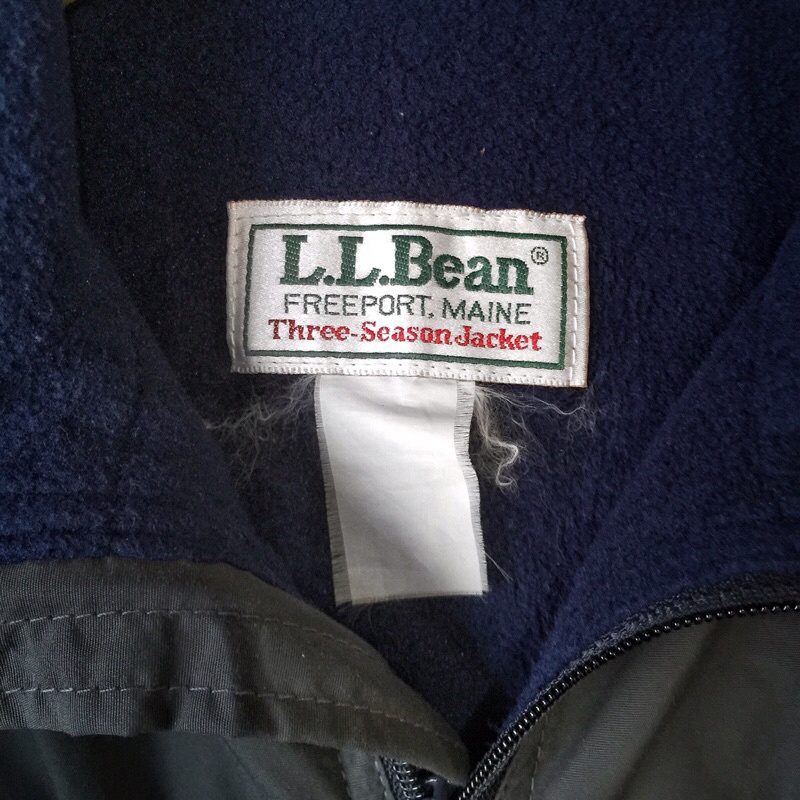 L.L.Bean®
FREEPORT, MAINE
Three-Season Jacket